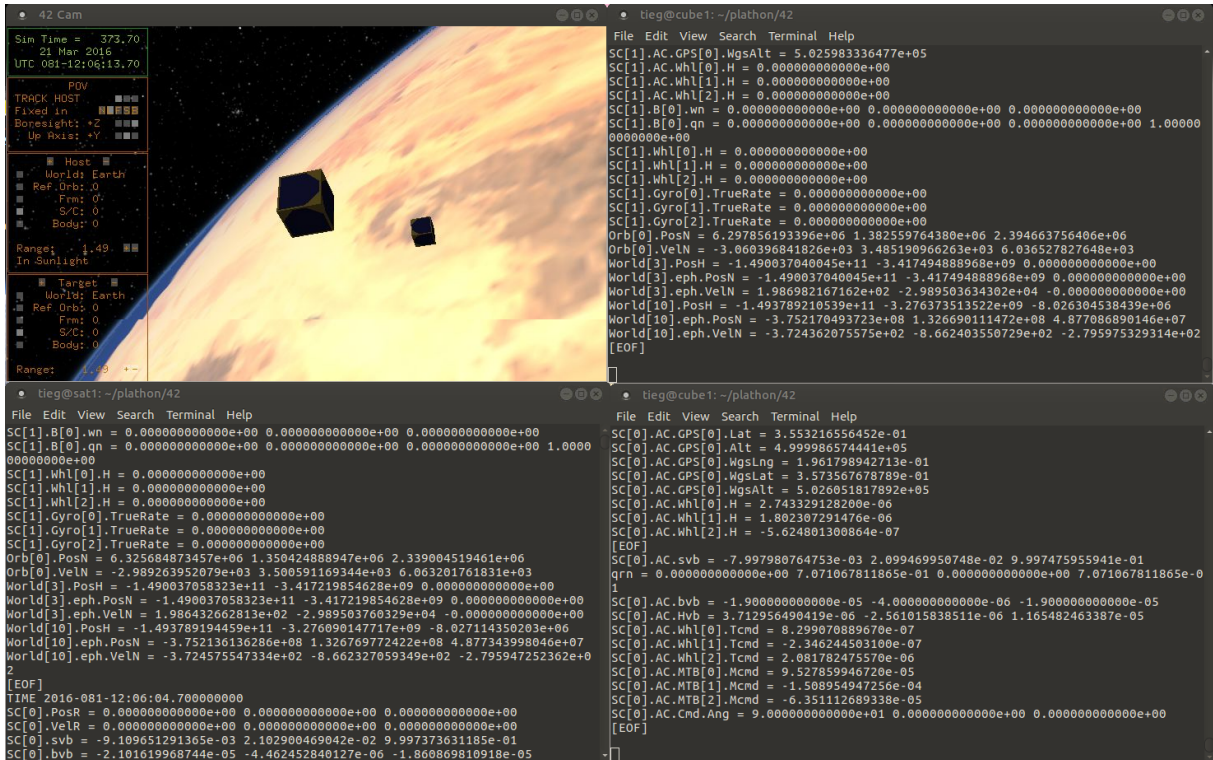 42 Cam
Sim Time = 373.70
21 Mar 2016
UTC 081-12:06:13.70
POV
TRACK HOST
Fixed in
Boresight: +Z
Up Axis: +Y
Host
World: Earth
Ref Orb: 0
Frm: 0
S/C: 0
Body: 0
Range: 1.49
In Sunlight
Target
World: Earth
Ref Orb: 0
Frm: 0
S/C: 0
Body: 0
Range: 1.49 + -
tieg@cube1: ~/plathon/42
File Edit View Search Terminal Help
SC[1].AC.GPS[0].WgsAlt = 5.025983336477e+05
SC[1].AC.Whl[0].H = 0.000000000000e+00
SC[1].AC.Whl[1].H = 0.000000000000e+00
SC[1].AC.Whl[2].H = 0.000000000000e+00
SC[1].B[0].wn = 0.000000000000e+00 0.000000000000e+00 0.000000000000e+00
SC[1].B[0].qn = 0.000000000000e+00 0.000000000000e+00 0.000000000000e+00 1.00000
0000000e+00
SC[1].Whl[0].H = 0.000000000000e+00
SC[1].Whl[1].H = 0.000000000000e+00
SC[1].Whl[2].H = 0.000000000000e+00
SC[1].Gyro[0].TrueRate = 0.000000000000e+00
SC[1].Gyro[1].TrueRate = 0.000000000000e+00
SC[1].Gyro[2].TrueRate = 0.000000000000e+00
Orb[0].PosN = 6.297856193396e+06 1.382559764380e+06 2.394663756406e+06
Orb[0].VelN = -3.060396841826e+03 3.485190966263e+03 6.036527827648e+03
World[3].PosH = -1.490037040045e+11 -3.417494888968e+09 0.000000000000e+00
World[3].eph.PosN = -1.490037040045e+11 -3.417494888968e+09 0.000000000000e+00
World[3].eph.VelN = 1.986982167162e+02 -2.989503634302e+04 -0.000000000000e+00
World[10].PosH = -1.493789210539e+11 -3.276373513522e+09 -8.026304538439e+06
World[10].eph.PosN = -3.752170493723e+08 1.326690111472e+08 4.877086890146e+07
World[10].eph.VelN = -3.724362075575e+02 -8.662403550729e+02 -2.795975329314e+02
[EOF]
tieg@sat1: ~/plathon/42
File Edit View Search Terminal Help
SC[1].B[0].wn = 0.000000000000e+00 0.000000000000e+00 0.000000000000e+00
SC[1].B[0].qn = 0.000000000000e+00 0.000000000000e+00 0.000000000000e+00 1.0000
00000000e+00
SC[1].Whl[0].H = 0.000000000000e+00
SC[1].Whl[1].H = 0.000000000000e+00
SC[1].Whl[2].H = 0.000000000000e+00
SC[1].Gyro[0].TrueRate = 0.000000000000e+00
SC[1].Gyro[1].TrueRate = 0.000000000000e+00
SC[1].Gyro[2].TrueRate = 0.000000000000e+00
Orb[0].PosN = 6.325684873457e+06 1.350424888947e+06 2.339004519461e+06
Orb[0].VelN = -2.989263952079e+03 3.500591169344e+03 6.063201761831e+03
World[3].PosH = -1.490037058323e+11 -3.417219854628e+09 0.000000000000e+00
World[3].eph.PosN = -1.490037058323e+11 -3.417219854628e+09 0.000000000000e+00
World[3].eph.VelN = 1.986432662813e+02 -2.989503760329e+04 -0.000000000000e+00
World[10].PosH = -1.493789194459e+11 -3.276090147717e+09 -8.027114350203e+06
World[10].eph.PosN = -3.752136136286e+08 1.326769772422e+08 4.877343998046e+07
World[10].eph.VelN = -3.724575547334e+02 -8.662327059349e+02 -2.795947252362e+0
2
[EOF]
TIME 2016-081-12:06:04.700000000
SC[0].PosR = 0.000000000000e+00 0.000000000000e+00 0.000000000000e+00
SC[0].VelR = 0.000000000000e+00 0.000000000000e+00 0.000000000000e+00
SC[0].svb = -9.109651291365e-03 2.102900469042e-02 9.997373631185e-01
SC[0].bvb = -2.101619968744e-05 -4.462452840127e-06 -1.860869810918e-05
tieg@cube1: ~/plathon/42
File Edit View Search Terminal Help
SC[0].AC.GPS[0].Lat = 3.553216556452e-01
SC[0].AC.GPS[0].Alt = 4.999986574441e+05
SC[0].AC.GPS[0].WgsLng = 1.961798942713e-01
SC[0].AC.GPS[0].WgsLat = 3.573567678789e-01
SC[0].AC.GPS[0].WgsAlt = 5.026051817892e+05
SC[0].AC.Whl[0].H = 2.743329128200e-06
SC[0].AC.Whl[1].H = 1.802307291476e-06
SC[0].AC.Whl[2].H = -5.624801300864e-07
[EOF]
SC[0].AC.svb = -7.997980764753e-03 2.099469950748e-02 9.997475955941e-01
qrn = 0.000000000000e+00 7.071067811865e-01 0.000000000000e+00 7.071067811865e-0
1
SC[0].AC.bvb = -1.900000000000e-05 -4.000000000000e-06 -1.900000000000e-05
SC[0].AC.Hvb = 3.712956490419e-06 -2.561015838511e-06 1.165482463387e-05
SC[0].AC.Whl[0].Tcmd = 8.299070889670e-07
SC[0].AC.Whl[1].Tcmd = -2.346244503100e-07
SC[0].AC.Whl[2].Tcmd = 2.081782475570e-06
SC[0].AC.MTB[0].Mcmd = 9.527859946720e-05
SC[0].AC.MTB[1].Mcmd = -1.508954947256e-04
SC[0].AC.MTB[2].Mcmd = -6.351112689338e-05
SC[0].AC.Cmd.Ang = 9.000000000000e+01 0.000000000000e+00 0.000000000000e+00
[EOF]